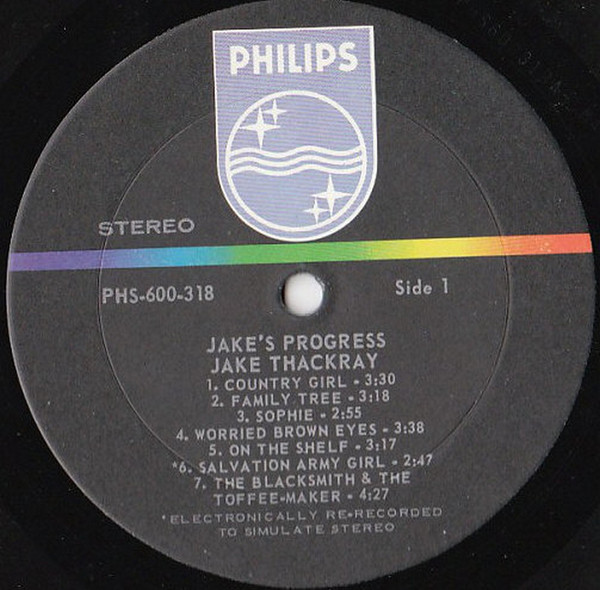 PHILIPS
STEREO
PHS-600-318
Side 1
JAKE'S PROGRESS
JAKE THACKRAY
1. COUNTRY GIRL - 3:30
2. FAMILY TREE - 3:18
3. SOPHIE - 2:55
4. WORRIED BROWN EYES - 3:38
5. ON THE SHELF - 3:17
*6. SALVATION ARMY GIRL - 2:47
7. THE BLACKSMITH & THE
TOFFEE-MAKER - 4:27
*ELECTRONICALLY RE-RECORDED
TO SIMULATE STEREO